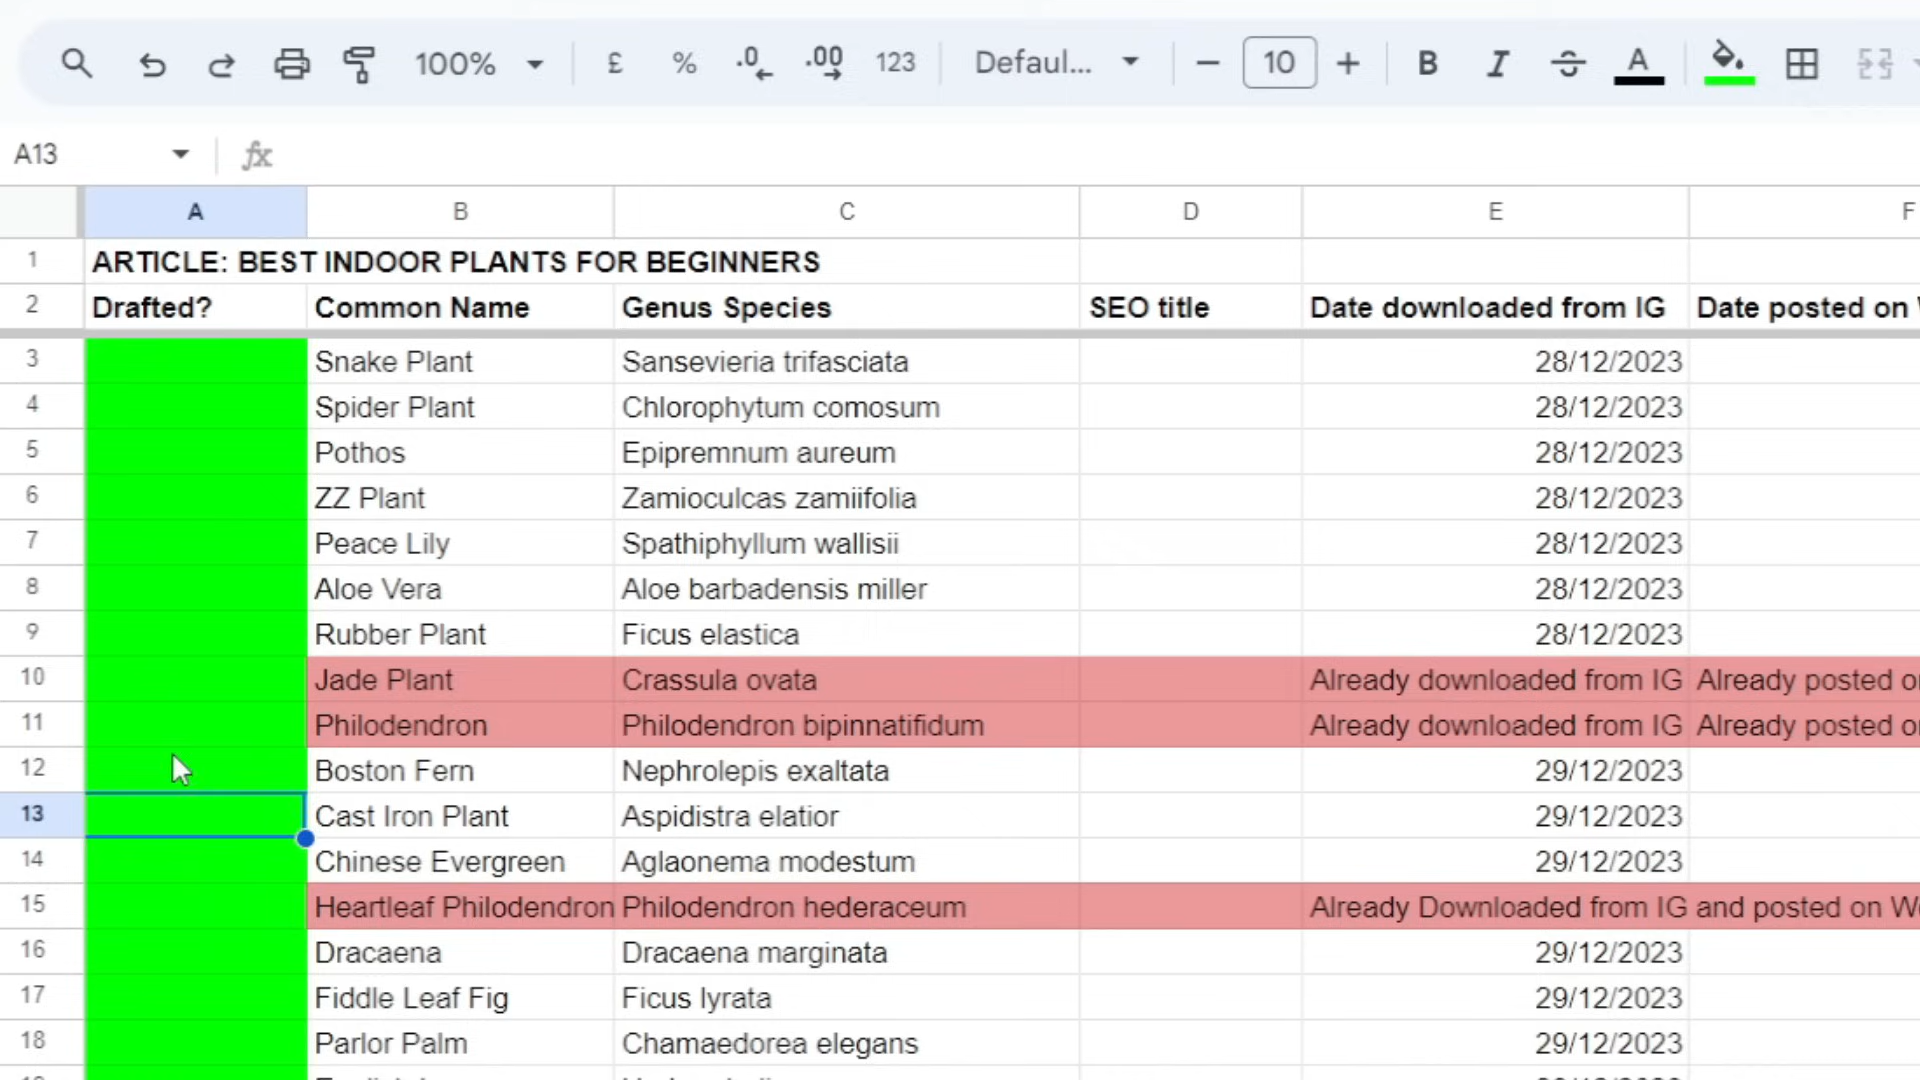 100% £ % .0 .00 123 Defaul... 10 B I A
A13 fx
A B C D E F
1 ARTICLE: BEST INDOOR PLANTS FOR BEGINNERS
2 Drafted? Common Name Genus Species SEO title Date downloaded from IG Date posted on
3 Snake Plant Sansevieria trifasciata 28/12/2023
4 Spider Plant Chlorophytum comosum 28/12/2023
5 Pothos Epipremnum aureum 28/12/2023
6 ZZ Plant Zamioculcas zamiifolia 28/12/2023
7 Peace Lily Spathiphyllum wallisii 28/12/2023
8 Aloe Vera Aloe barbadensis miller 28/12/2023
9 Rubber Plant Ficus elastica 28/12/2023
10 Jade Plant Crassula ovata Already downloaded from IG Already posted
11 Philodendron Philodendron bipinnatifidum Already downloaded from IG Already posted
12 Boston Fern Nephrolepis exaltata 29/12/2023
13 Cast Iron Plant Aspidistra elatior 29/12/2023
14 Chinese Evergreen Aglaonema modestum 29/12/2023
15 Heartleaf Philodendron Philodendron hederaceum Already Downloaded from IG and posted on
16 Dracaena Dracaena marginata 29/12/2023
17 Fiddle Leaf Fig Ficus lyrata 29/12/2023
18 Parlor Palm Chamaedorea elegans 29/12/2023